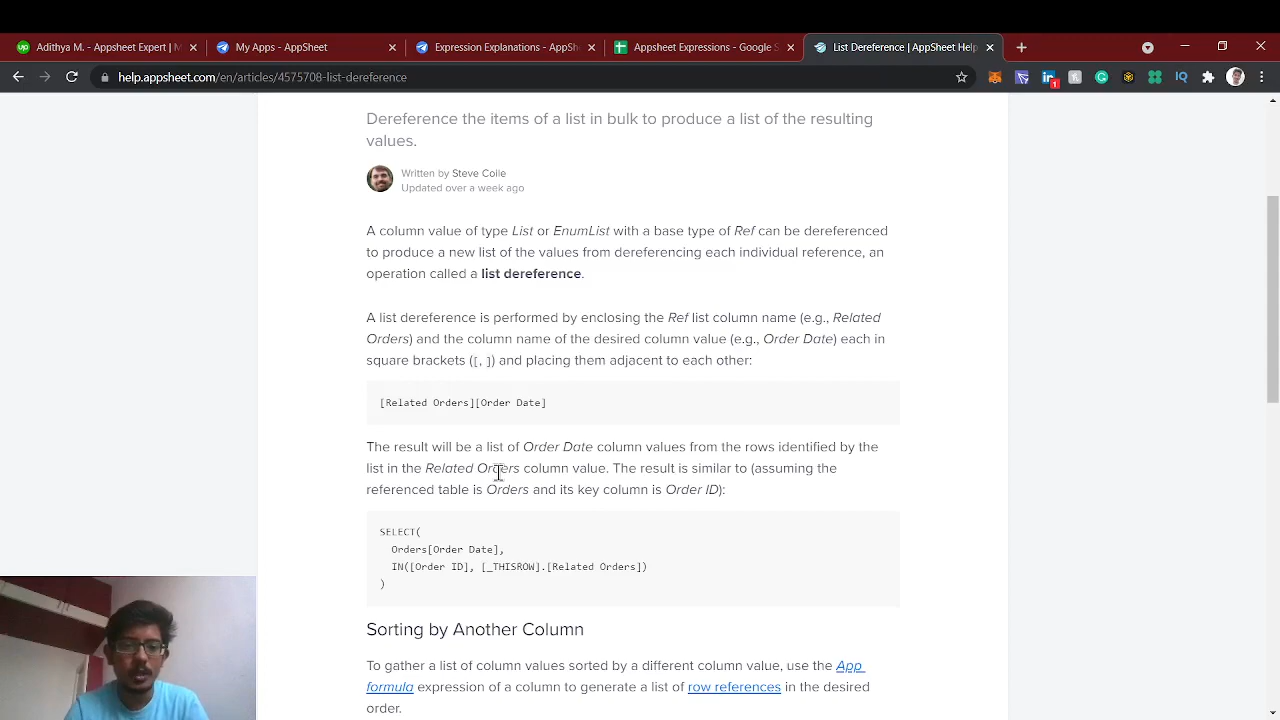 Adithya M. - Appsheet Expert | M
My Apps - AppSheet
Expression Explanations - AppSh
Appsheet Expressions - Google S
List Dereference | AppSheet Help
help.appsheet.com/en/articles/4575708-list-dereference
Dereference the items of a list in bulk to produce a list of the resulting
values.
Written by Steve Coile
Updated over a week ago
A column value of type List or EnumList with a base type of Ref can be dereferenced
to produce a new list of the values from dereferencing each individual reference, an
operation called a list dereference.
A list dereference is performed by enclosing the Ref list column name (e.g., Related
Orders) and the column name of the desired column value (e.g., Order Date) each in
square brackets ([, ]) and placing them adjacent to each other:
[Related Orders][Order Date]
The result will be a list of Order Date column values from the rows identified by the
list in the Related Orders column value. The result is similar to (assuming the
referenced table is Orders and its key column is Order ID):
SELECT(
Orders[Order Date],
IN([Order ID], [_THISROW].[Related Orders])
)
Sorting by Another Column
To gather a list of column values sorted by a different column value, use the App
formula expression of a column to generate a list of row references in the desired
order.